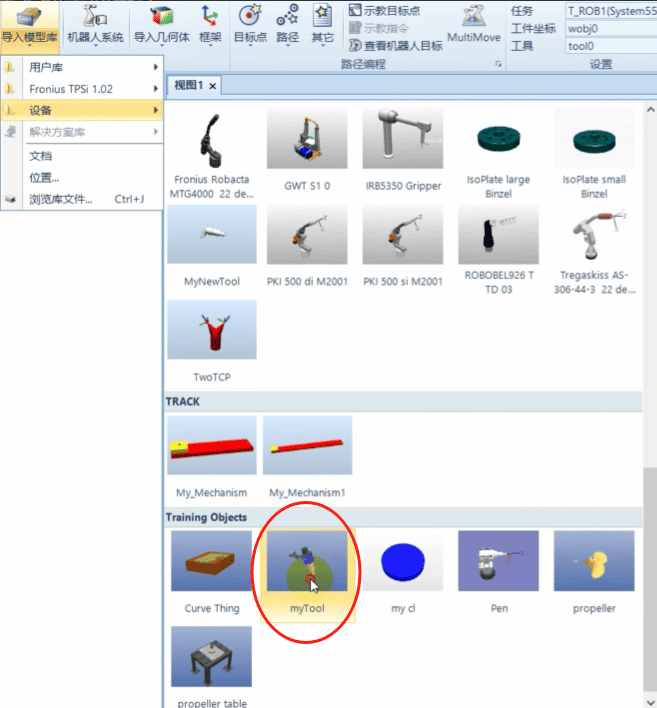 导入模型库 机器人系统 导入几何体 框架 目标点 路径 其它
示教目标点
示教指令
查看机器人目标
MultiMove
路径编程
任务 T_ROB1(System55
工件坐标 wobj0
工具 tool0
设置
用户库
Fronius TPSi 1.02
设备
解决方案库
文档
位置...
浏览库文件... Ctrl+J
视图1
Fronius Robacta
MTG4000 22 de...
GWT S1 0
IRB5350 Gripper
IsoPlate large
Binzel
IsoPlate small
Binzel
MyNewTool
PKI 500 di M2001
PKI 500 si M2001
ROBOBEL926 T
TD 03
Tregaskiss AS-
306-44-3 22 de...
TwoTCP
TRACK
My_Mechanism
My_Mechanism1
Training Objects
Curve Thing
myTool
my cl
Pen
propeller
propeller table